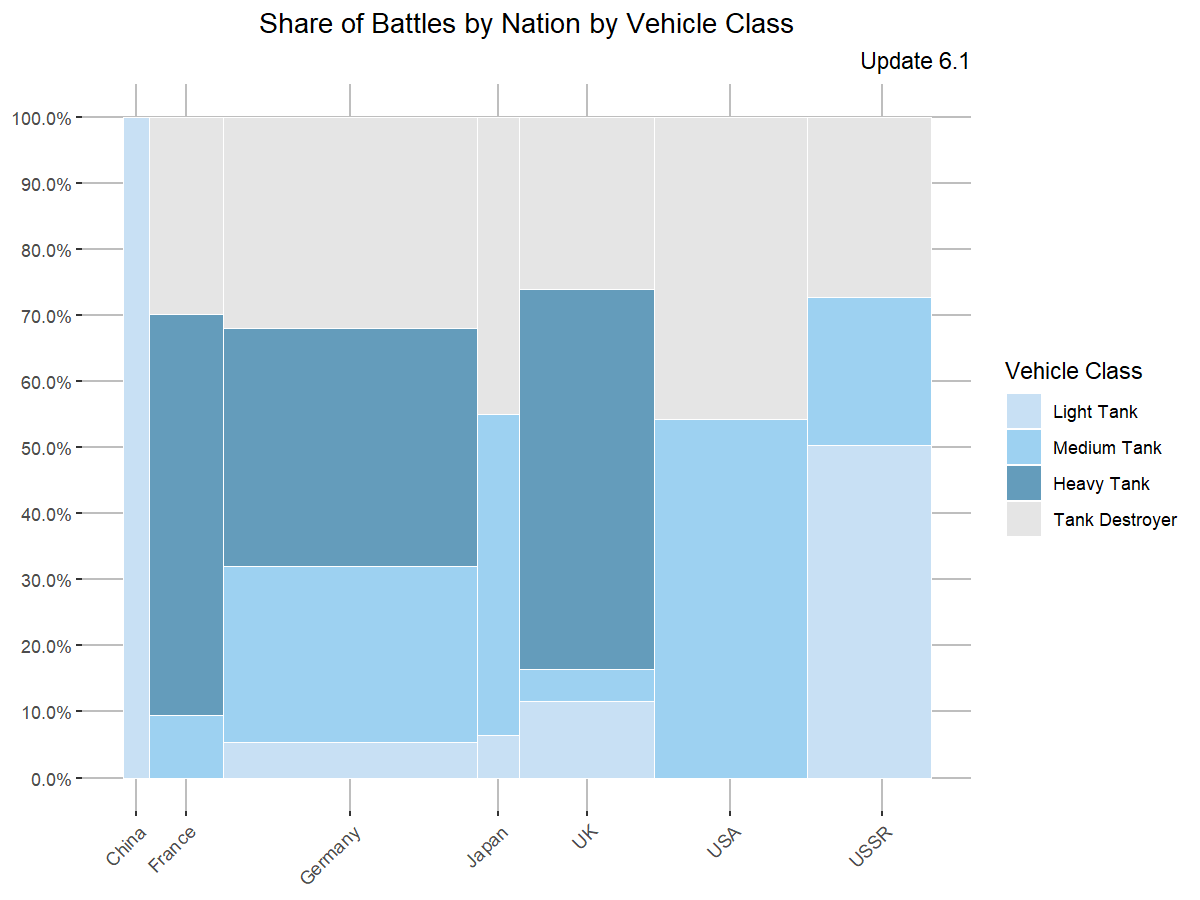 Share of Battles by Nation by Vehicle Class
Update 6.1
100.0%
90.0%
80.0%
70.0%
60.0%
50.0%
40.0%
30.0%
20.0%
10.0%
0.0%
China
France
Germany
Japan
UK
USA
USSR
Vehicle Class
Light Tank
Medium Tank
Heavy Tank
Tank Destroyer